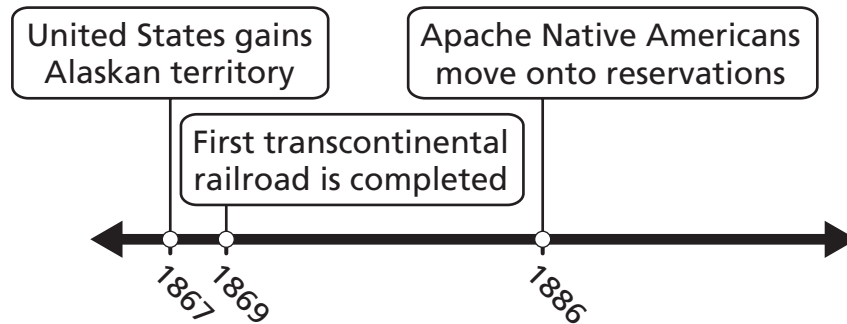 United States gains
Alaskan territory
Apache Native Americans
move onto reservations
First transcontinental
railroad is completed
1867
1869
1886